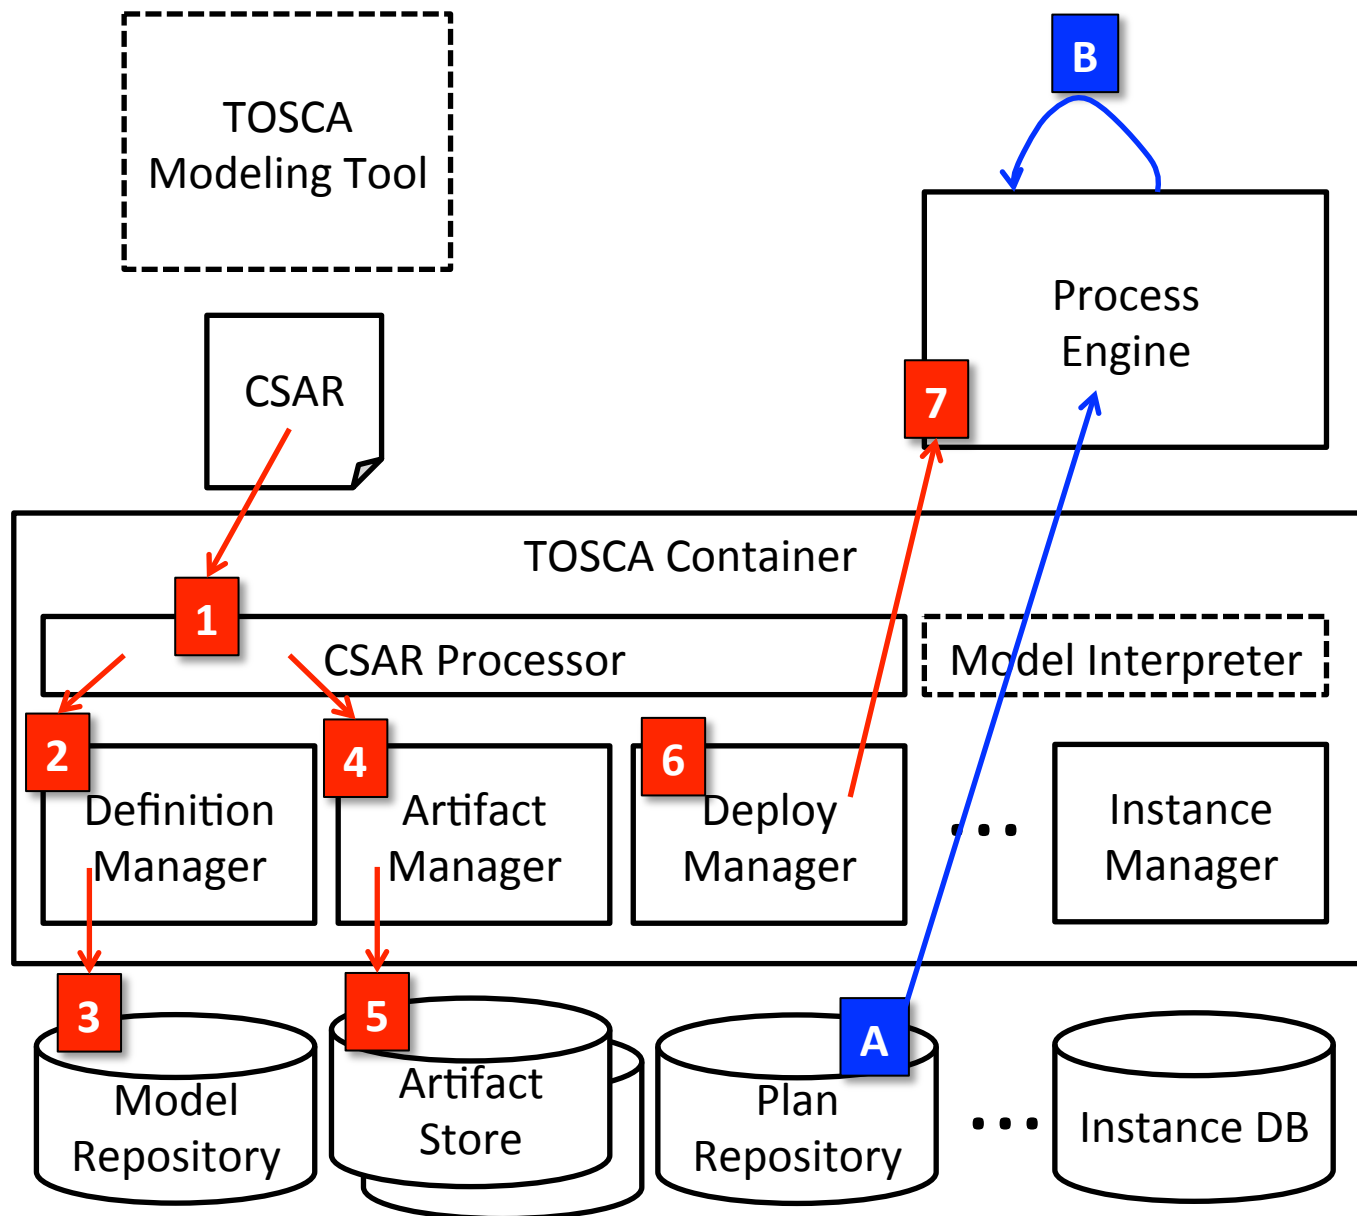 TOSCA
Modeling Tool
B
Process
Engine
CSAR
7
TOSCA Container
1
CSAR Processor
Model Interpreter
2
4
6
Definition
Manager
Artifact
Manager
Deploy
Manager
...
Instance
Manager
3
5
A
Model
Repository
Artifact
Store
Plan
Repository
...
Instance DB